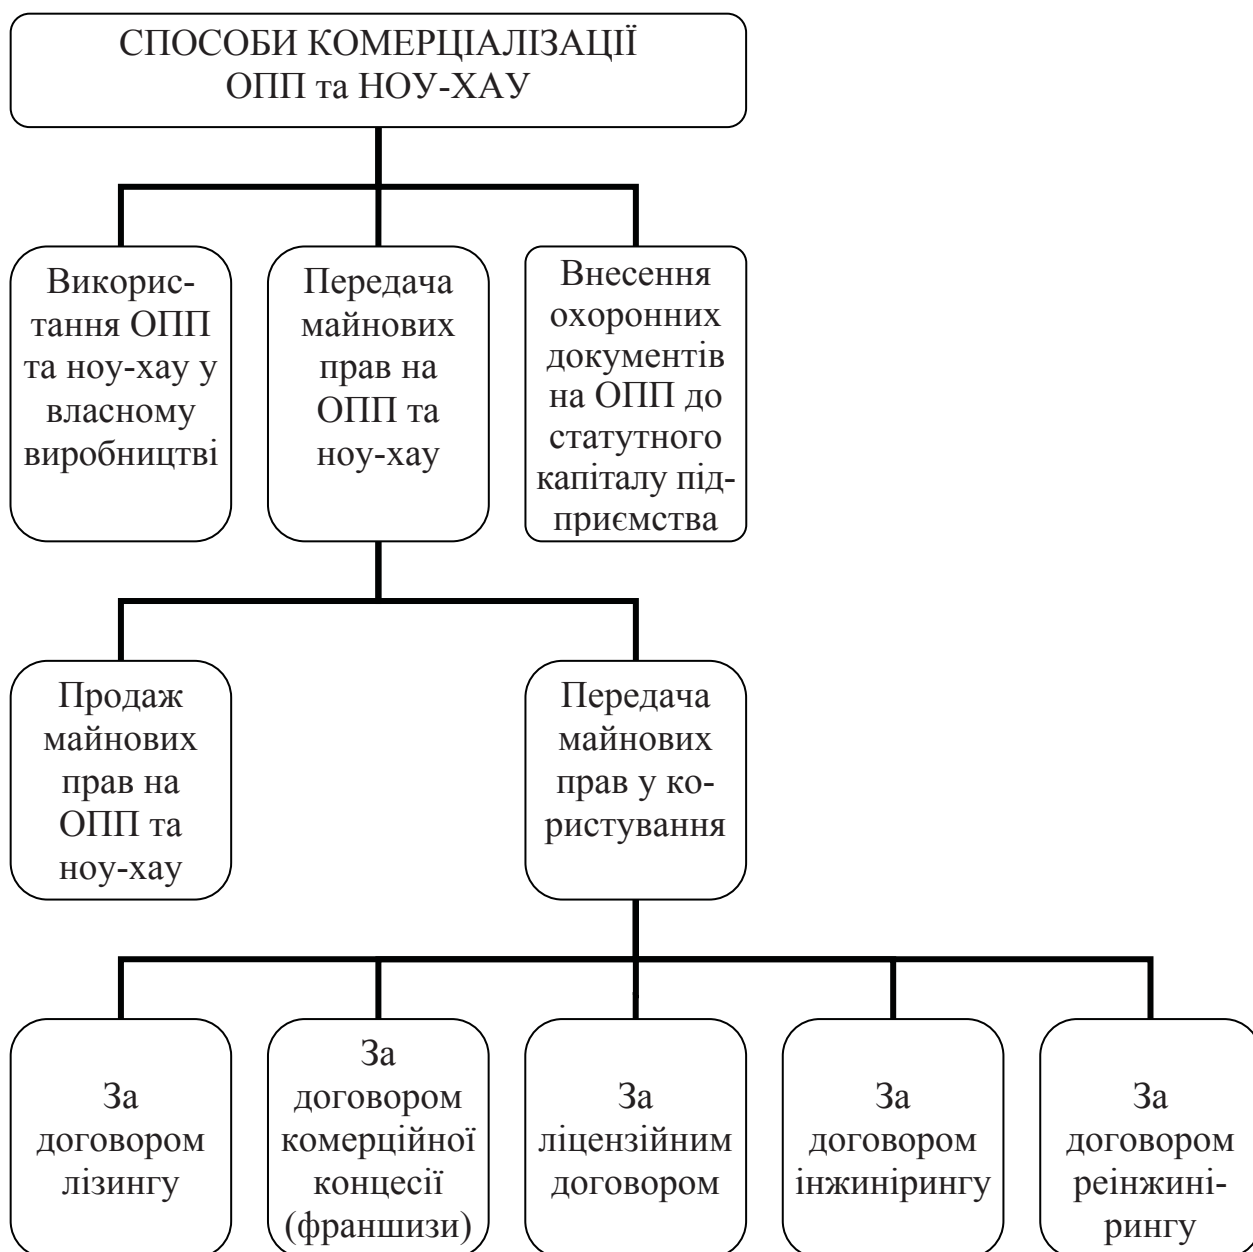 СПОСОБИ КОМЕРЦІАЛІЗАЦІЇ
ОПП та НОУ-ХАУ
Викорис-
тання ОПП
та ноу-хау у
власному
виробництві
Передача
майнових
прав на
ОПП та
ноу-хау
Внесення
охоронних
документів
на ОПП до
статутного
капіталу під-
приємства
Продаж
майнових
прав на
ОПП та
ноу-хау
Передача
майнових
прав у ко-
ристування
За
договором
лізингу
За
договором
комерційної
концесії
(франшизи)
За
ліцензійним
договором
За
договором
інжинірингу
За
договором
реінжині-
рингу